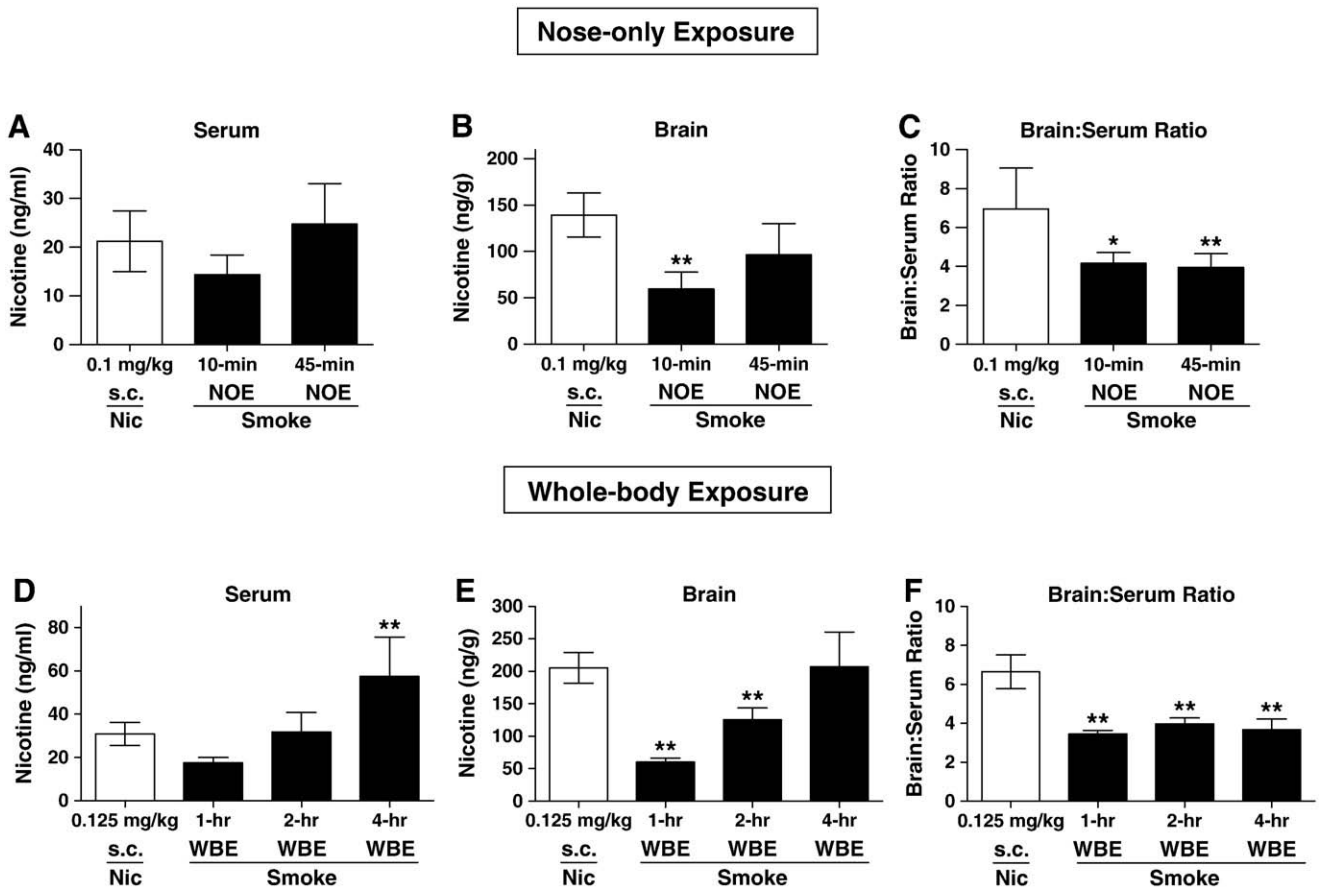 Nose-only Exposure
A
Serum
Nicotine (ng/ml)
40
30
20
10
0
0.1 mg/kg 10-min 45-min
s.c. NOE NOE
Nic Smoke
B
Brain
Nicotine (ng/g)
200
150
100
50
0
**
0.1 mg/kg 10-min 45-min
s.c. NOE NOE
Nic Smoke
C
Brain:Serum Ratio
Brain:Serum Ratio
10
8
6
4
2
0
* **
0.1 mg/kg 10-min 45-min
s.c. NOE NOE
Nic Smoke
Whole-body Exposure
D
Serum
Nicotine (ng/ml)
80
60
40
20
0
**
0.125 mg/kg 1-hr 2-hr 4-hr
s.c. WBE WBE WBE
Nic Smoke
E
Brain
Nicotine (ng/g)
300
250
200
150
100
50
0
** **
0.125 mg/kg 1-hr 2-hr 4-hr
s.c. WBE WBE WBE
Nic Smoke
F
Brain:Serum Ratio
Brain:Serum Ratio
10
8
6
4
2
0
** ** **
0.125 mg/kg 1-hr 2-hr 4-hr
s.c. WBE WBE WBE
Nic Smoke